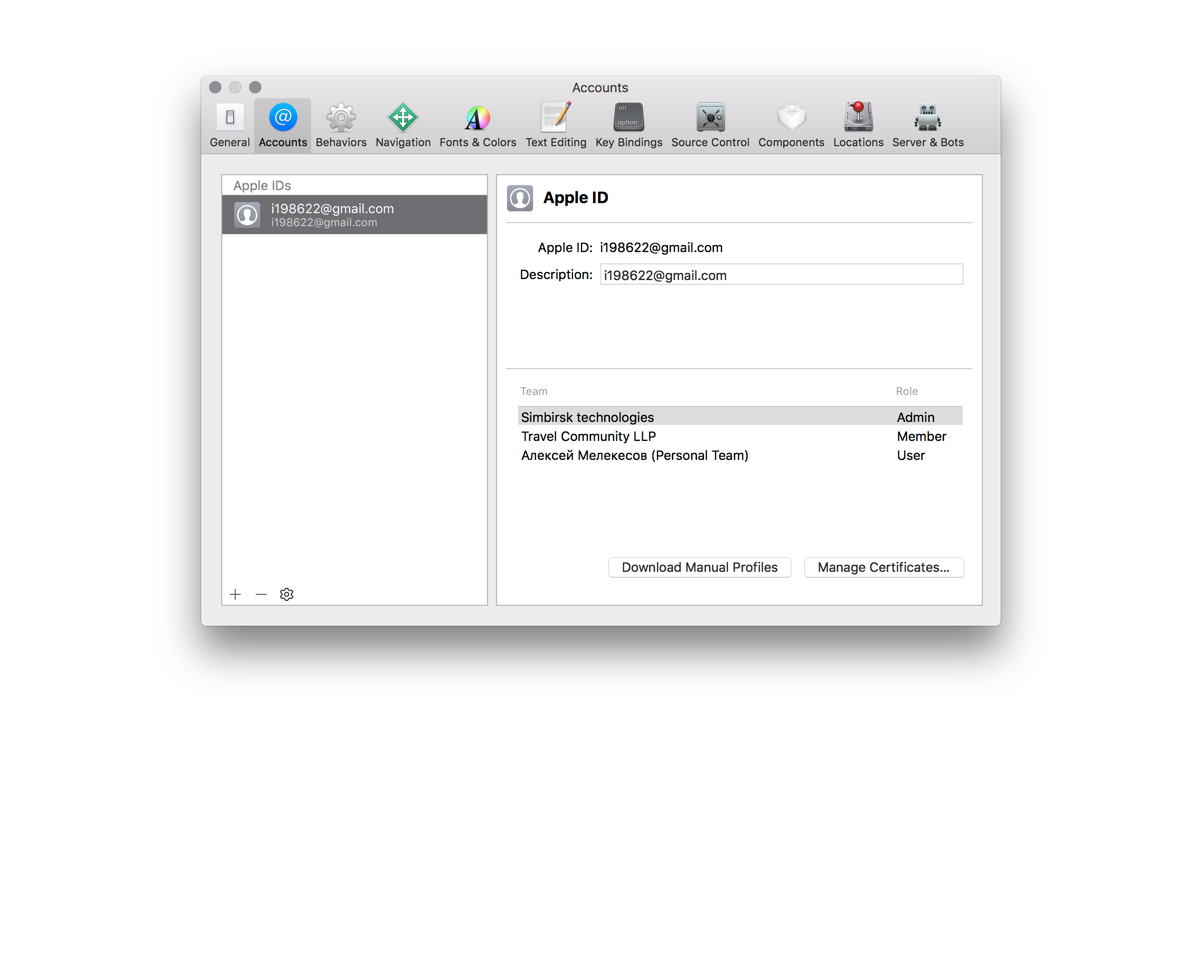 Accounts
General Accounts Behaviors Navigation Fonts & Colors Text Editing Key Bindings Source Control Components Locations Server & Bots
alt
option
Apple IDs
i198622@gmail.com
i198622@gmail.com
Apple ID
Apple ID: i198622@gmail.com
Description: i198622@gmail.com
Team Role
Simbirsk technologies Admin
Travel Community LLP Member
Алексей Мелекесов (Personal Team) User
Download Manual Profiles Manage Certificates...